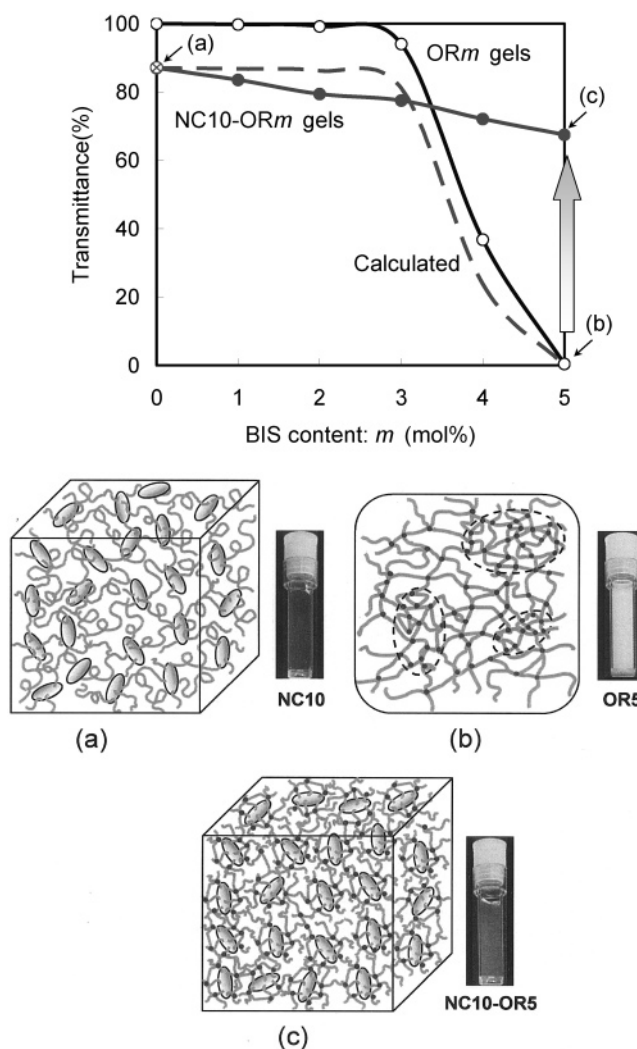 100
80
60
40
20
0
Transmittance(%)
(a)
ORm gels
NC10-ORm gels
(c)
Calculated
(b)
0 1 2 3 4 5
BIS content: m (mol%)
NC10
OR5
(a)
(b)
NC10-OR5
(c)